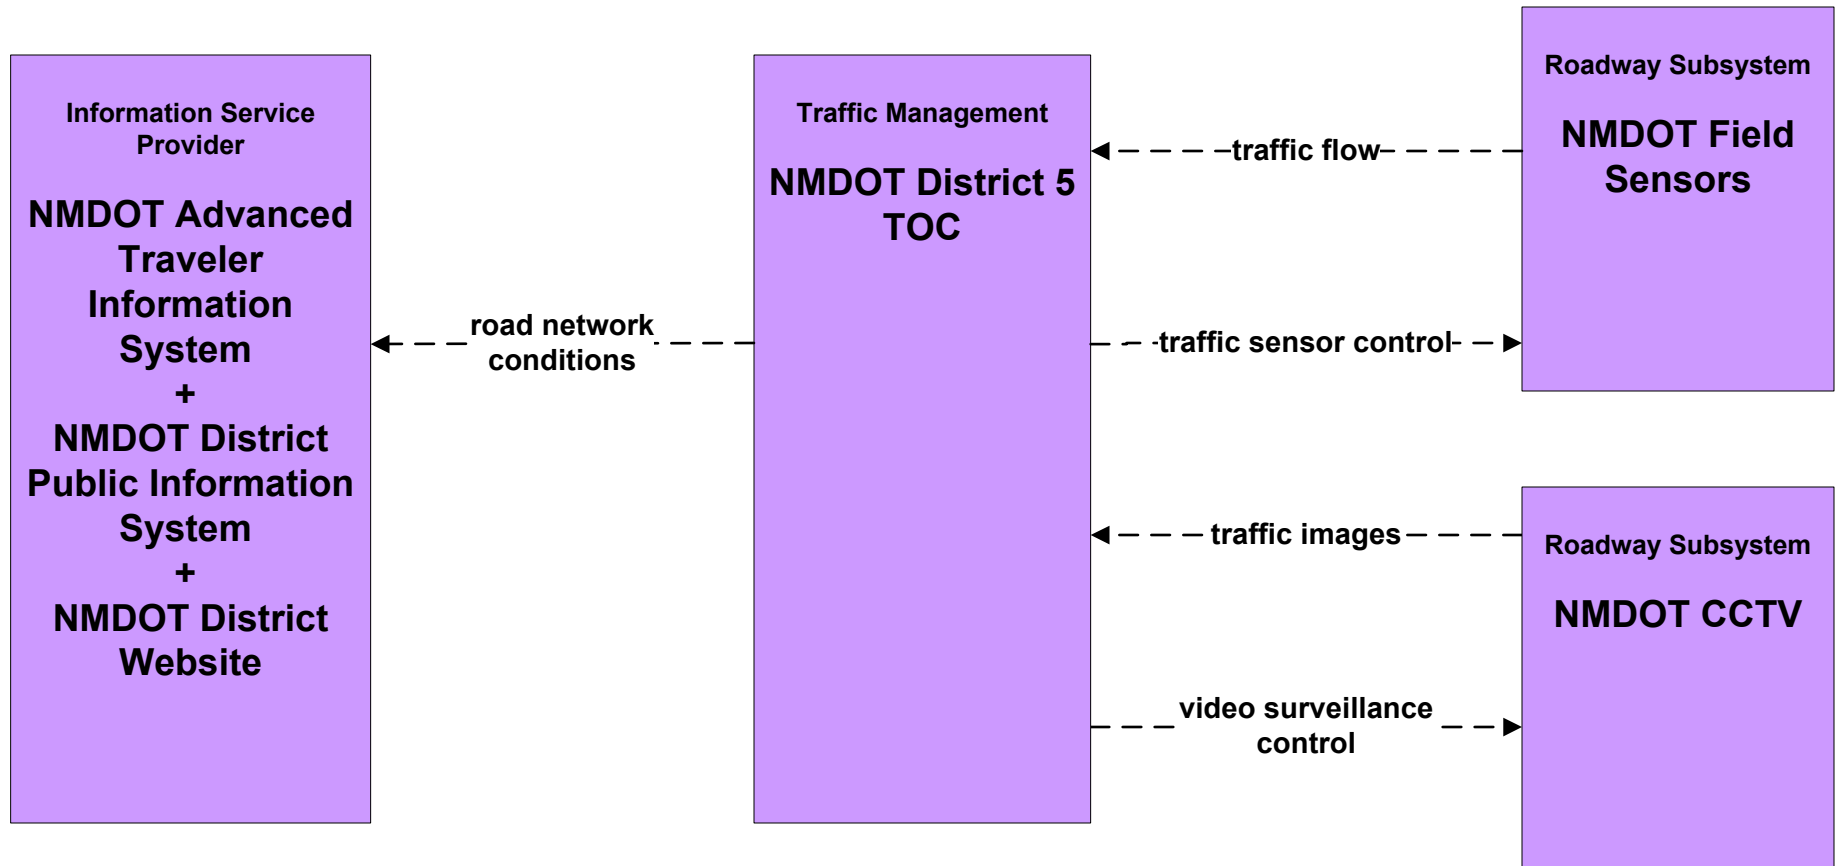 Information Service
Provider
NMDOT Advanced
Traveler
Information
System
+
NMDOT District
Public Information
System
+
NMDOT District
Website
road network
conditions
Traffic Management
NMDOT District 5
TOC
traffic flow
traffic sensor control
traffic images
video surveillance
control
Roadway Subsystem
NMDOT Field
Sensors
Roadway Subsystem
NMDOT CCTV